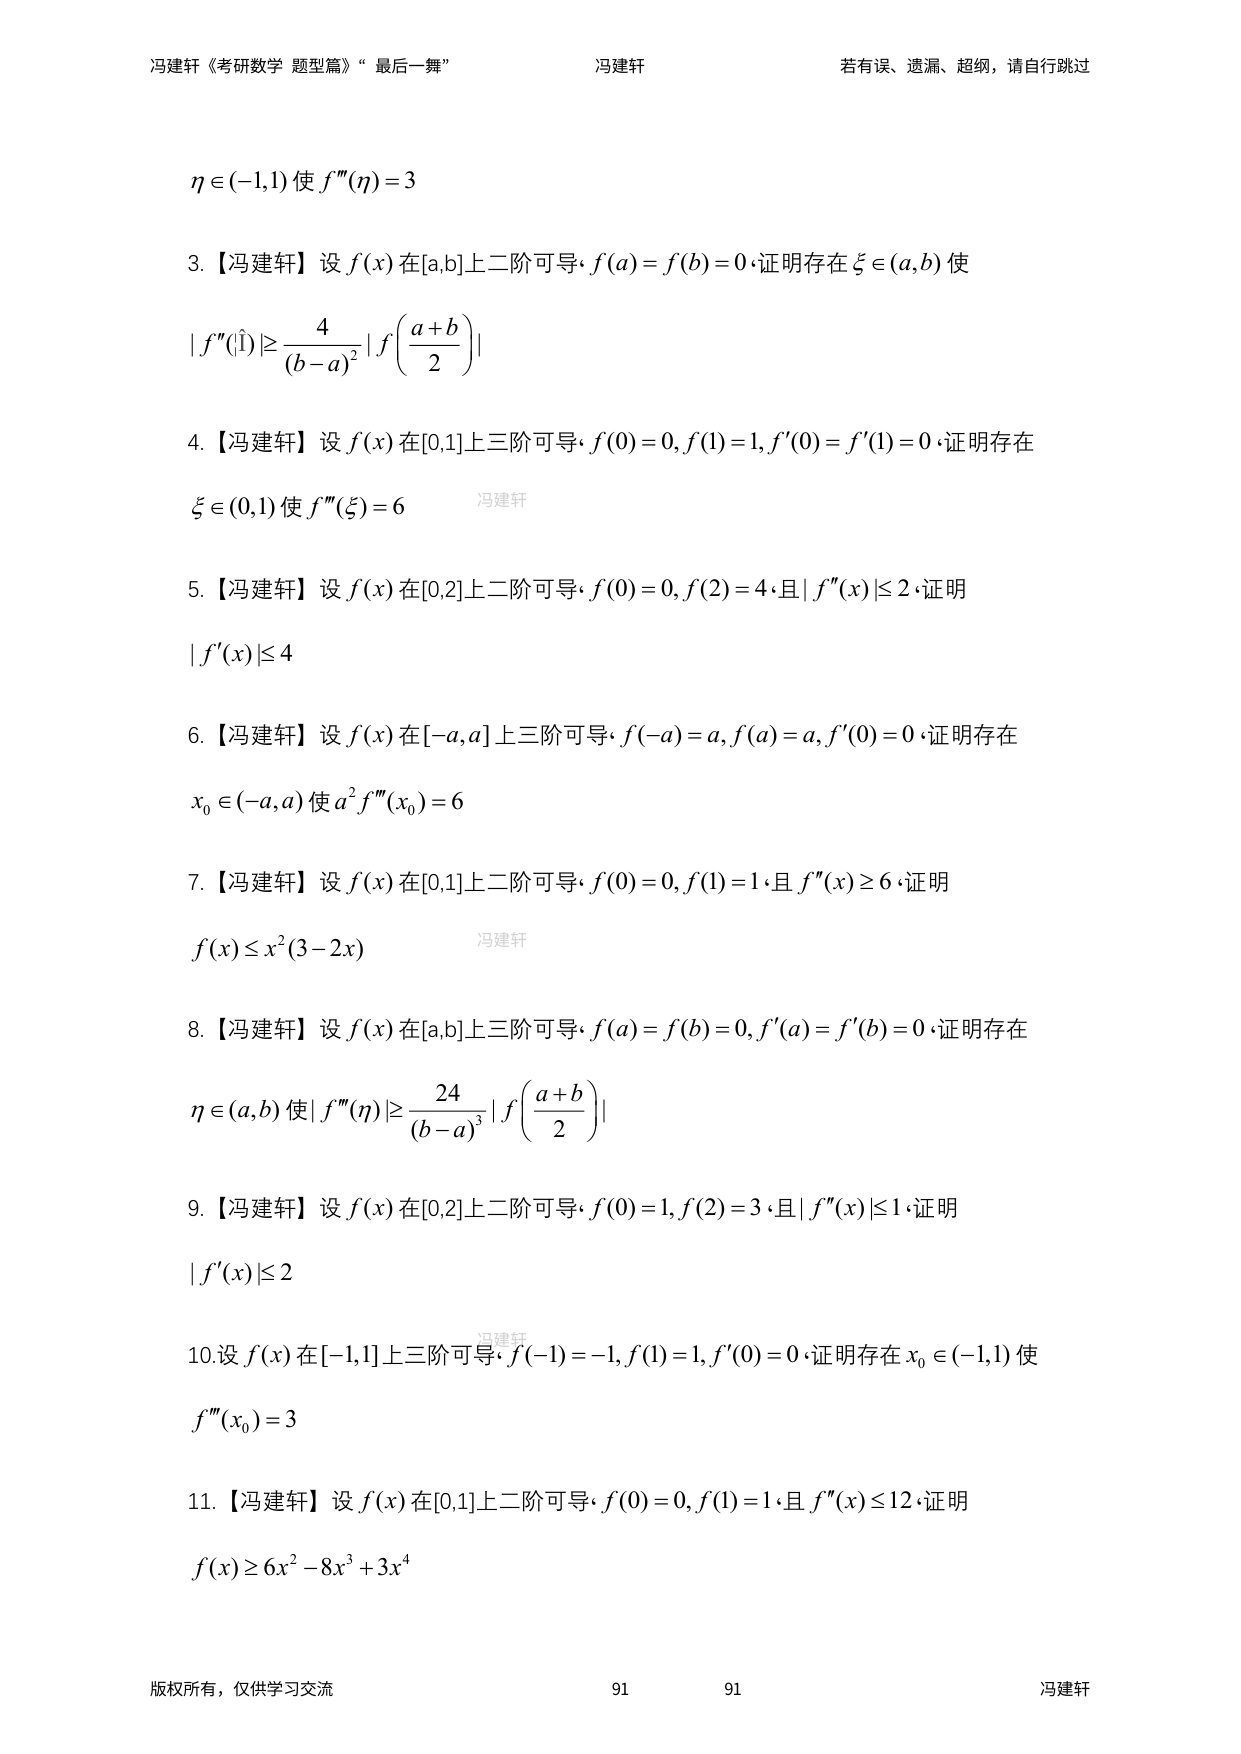 冯建轩《考研数学 题型篇》“ 最后一舞” 冯建轩 若有误、遗漏、超纲，请自行跳过
η∈(−1,1) 使 f‴(η)=3
3.【冯建轩】设 f(x) 在[a,b]上二阶可导، f(a)=f(b)=0 ،证明存在 ξ∈(a,b) 使
|f″(¦Î)|≥ 4/(b−a)² |f((a+b)/2)|
4.【冯建轩】设 f(x) 在[0,1]上三阶可导، f(0)=0, f(1)=1, f′(0)=f′(1)=0 ،证明存在
ξ∈(0,1) 使 f‴(ξ)=6
冯建轩
5.【冯建轩】设 f(x) 在[0,2]上二阶可导، f(0)=0, f(2)=4 ،且 |f″(x)|≤2 ،证明
|f′(x)|≤4
6.【冯建轩】设 f(x) 在[−a,a] 上三阶可导، f(−a)=a, f(a)=a, f′(0)=0 ،证明存在
x₀∈(−a,a) 使 a²f‴(x₀)=6
7.【冯建轩】设 f(x) 在[0,1]上二阶可导، f(0)=0, f(1)=1 ،且 f″(x)≥6 ،证明
f(x)≤x²(3−2x)
冯建轩
8.【冯建轩】设 f(x) 在[a,b]上三阶可导، f(a)=f(b)=0, f′(a)=f′(b)=0 ،证明存在
η∈(a,b) 使 |f‴(η)|≥ 24/(b−a)³ |f((a+b)/2)|
9.【冯建轩】设 f(x) 在[0,2]上二阶可导، f(0)=1, f(2)=3 ،且 |f″(x)|≤1 ،证明
|f′(x)|≤2
冯建轩
10.设 f(x) 在[−1,1] 上三阶可导، f(−1)=−1, f(1)=1, f′(0)=0 ،证明存在 x₀∈(−1,1) 使
f‴(x₀)=3
11.【冯建轩】设 f(x) 在[0,1]上二阶可导، f(0)=0, f(1)=1 ،且 f″(x)≤12 ،证明
f(x)≥6x²−8x³+3x⁴
版权所有，仅供学习交流 91 91 冯建轩